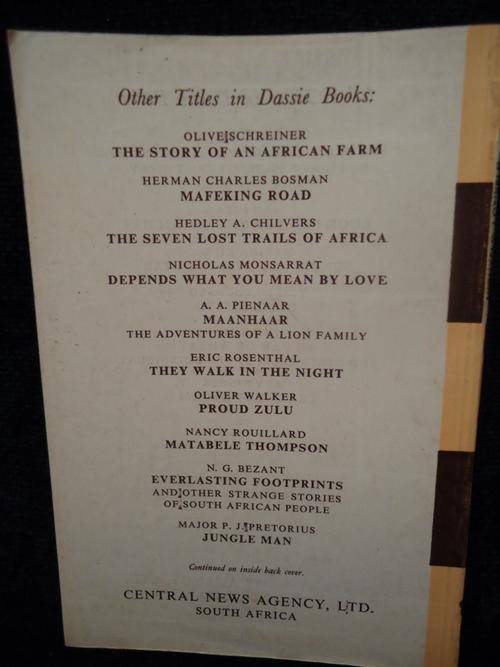 Other Titles in Dassie Books:
OLIVE SCHREINER
THE STORY OF AN AFRICAN FARM
HERMAN CHARLES BOSMAN
MAFEKING ROAD
HEDLEY A. CHILVERS
THE SEVEN LOST TRAILS OF AFRICA
NICHOLAS MONSARRAT
DEPENDS WHAT YOU MEAN BY LOVE
A. A. PIENAAR
MAANHAAR
THE ADVENTURES OF A LION FAMILY
ERIC ROSENTHAL
THEY WALK IN THE NIGHT
OLIVER WALKER
PROUD ZULU
NANCY ROUILLARD
MATABELE THOMPSON
N. G. BEZANT
EVERLASTING FOOTPRINTS
AND OTHER STRANGE STORIES
OF SOUTH AFRICAN PEOPLE
MAJOR P. J. PRETORIUS
JUNGLE MAN
Continued on inside back cover.
CENTRAL NEWS AGENCY, LTD.
SOUTH AFRICA